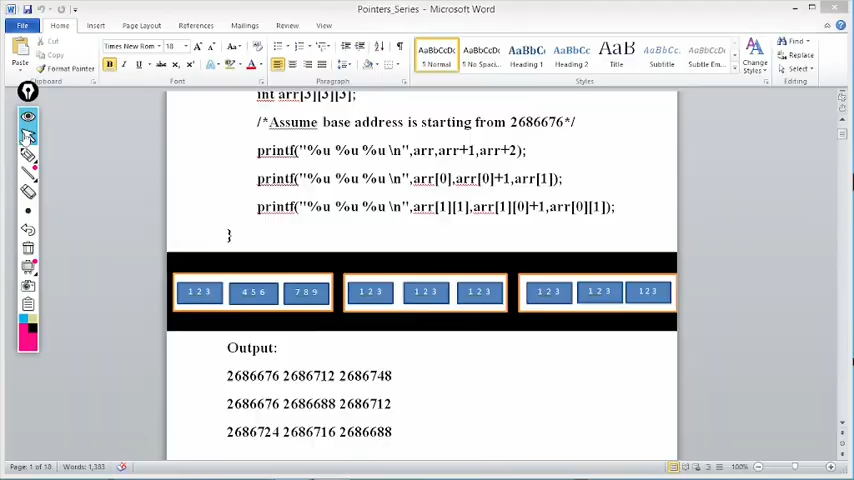 Pointers_Series - Microsoft Word
File Home Insert Page Layout References Mailings Review View
Paste
Cut
Copy
Format Painter
Clipboard
Times New Rom 18
B I U
Font
Paragraph
AaBbCcDc AaBbCcDc AaBbC AaBbCc AaB AaBbCc. AaBbCcDc
¶ Normal ¶ No Spaci... Heading 1 Heading 2 Title Subtitle Subtle Em...
Change Styles
Styles
Find
Replace
Select
Editing
int arr[3][3][3];
/*Assume base address is starting from 2686676*/
printf("%u %u %u \n",arr,arr+1,arr+2);
printf("%u %u %u \n",arr[0],arr[0]+1,arr[1]);
printf("%u %u %u \n",arr[1][1],arr[1][0]+1,arr[0][1]);
}
1 2 3 4 5 6 7 8 9 1 2 3 1 2 3 1 2 3 1 2 3 1 2 3 1 2 3
Output:
2686676 2686712 2686748
2686676 2686688 2686712
2686724 2686716 2686688
Page: 1 of 10 Words: 1,383 100%